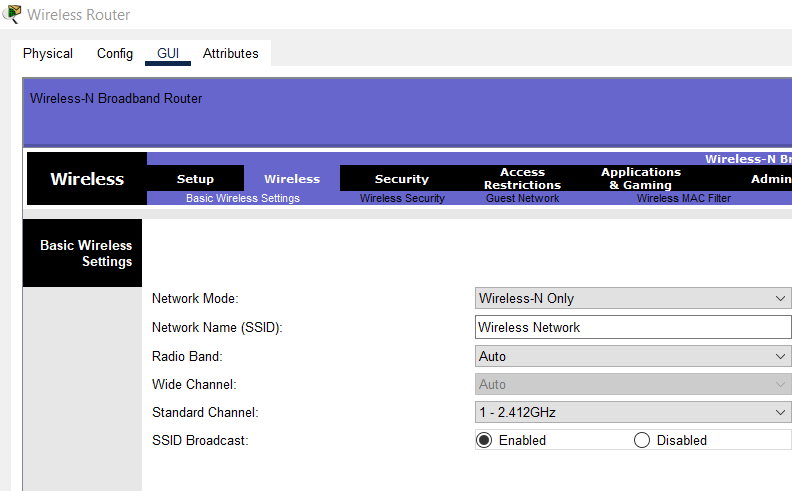 Wireless Router
Physical Config GUI Attributes
Wireless-N Broadband Router
Wireless-N Br
Wireless Setup Wireless Security Access Restrictions Applications & Gaming Admin
Basic Wireless Settings Wireless Security Guest Network Wireless MAC Filter
Basic Wireless
Settings
Network Mode: Wireless-N Only
Network Name (SSID): Wireless Network
Radio Band: Auto
Wide Channel: Auto
Standard Channel: 1 - 2.412GHz
SSID Broadcast: Enabled Disabled